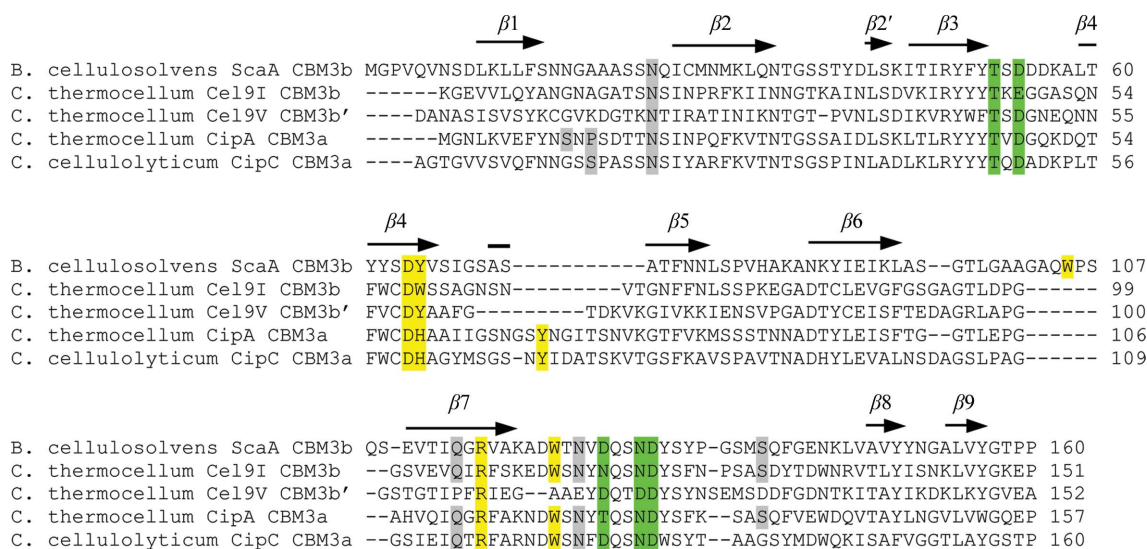 β1 β2 β2′ β3 β4
B. cellulosolvens ScaA CBM3b MGPVQVNSDLKLLFSNNGAAASSNQICMNMKLQNTGSSTYDLSKITIRYFYTSDDDKALT 60
C. thermocellum Cel9I CBM3b ------KGEVVLQYANGNAGATSNSINPRFKIINNGTKAINLSDVKIRYYYTKEGGASQN 54
C. thermocellum Cel9V CBM3b′ ----DANASISVSYKCGVKDGTKNTIRATINIKNTGT-PVNLSDIKVRYWFTSDGNEQNN 55
C. thermocellum CipA CBM3a ------MGNLKVEFYNSNPSDTTNSINPQFKVTNTGSSAIDLSKLTLRYYYTVDGQKDQT 54
C. cellulolyticum CipC CBM3a ----AGTGVVSVQFNNGSSPASSNSIYARFKVTNTSGSPINLADLKLRYYYTQDADKPLT 56
β4 β5 β6
B. cellulosolvens ScaA CBM3b YYSDYVSIGSAS-----------ATFNNLSPVHAKANKYIEIKLAS--GTLGAAGAQWPS 107
C. thermocellum Cel9I CBM3b FWCDWSSAGNSN---------VTGNFFNLSSPKEGADTCLEVGFGSGAGTLDPG------ 99
C. thermocellum Cel9V CBM3b′ FVCDYAAFG---------TDKVKGIVKKIENSVPGADTYCEISFTEDAGRLAPG------ 100
C. thermocellum CipA CBM3a FWCDHAAIIGSNGSYNGITSNVKGTFVKMSSSTNNADTYLEISFTG--GTLEPG------ 106
C. cellulolyticum CipC CBM3a FWCDHAGYMSGS-NYIDATSKVTGSFKAVSPAVTNADHYLEVALNSDAGSLPAG------ 109
β7 β8 β9
B. cellulosolvens ScaA CBM3b QS-EVTIQGRVAKADWTNVDQSNDYSYP-GSMSQFGENKLVAVYYNGALVYGTPP 160
C. thermocellum Cel9I CBM3b --GSVEVQIRFSKEDWSNYNQSNDYSFN-PSASDYTDWNRVTLYISNKLVYGKEP 151
C. thermocellum Cel9V CBM3b′ -GSTGTIPFRIEG--AAEYDQTDDYSYNSEMSDDFGDNTKITAYIKDKLKYGVEA 152
C. thermocellum CipA CBM3a --AHVQIQGRFAKNDWSNYTQSNDYSFK--SASQFVEWDQVTAYLNGVLVWGQEP 157
C. cellulolyticum CipC CBM3a --GSIEIQTRFARNDWSNFDQSNDWSYT--AAGSYMDWQKISAFVGGTLAYGSTP 160